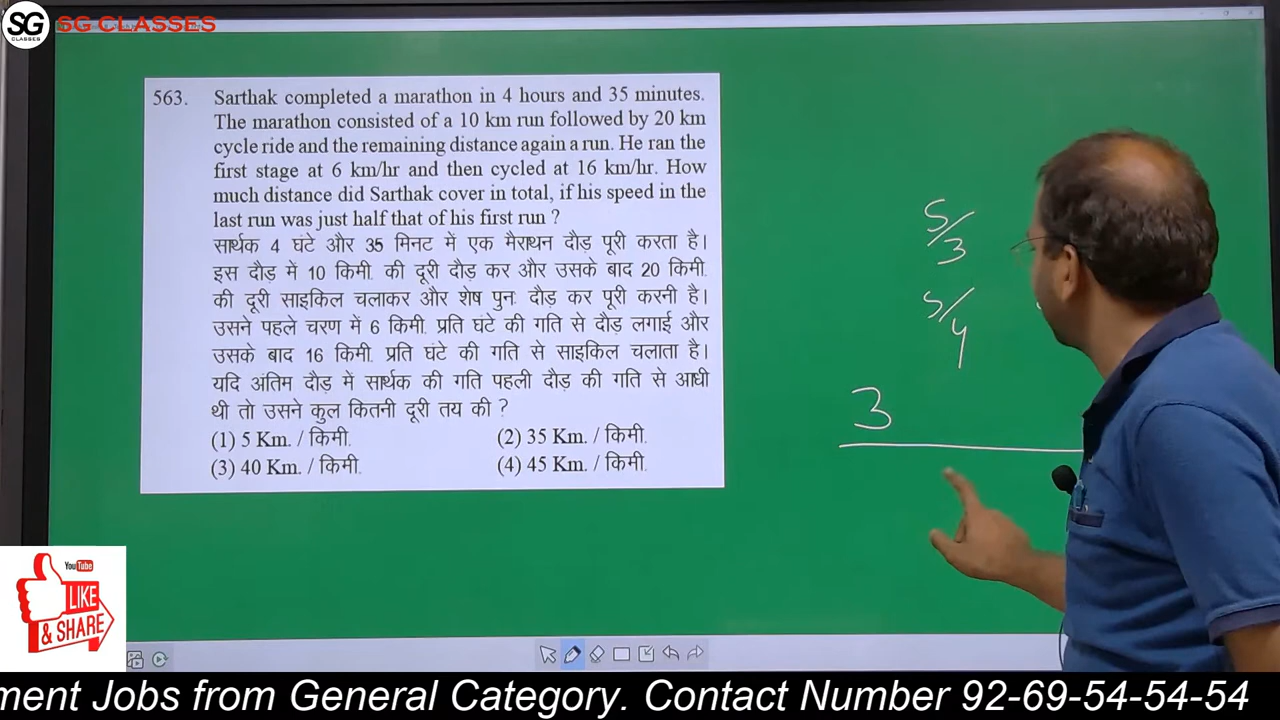 SG
CLASSES
SG CLASSES
563. Sarthak completed a marathon in 4 hours and 35 minutes.
The marathon consisted of a 10 km run followed by 20 km
cycle ride and the remaining distance again a run. He ran the
first stage at 6 km/hr and then cycled at 16 km/hr. How
much distance did Sarthak cover in total, if his speed in the
last run was just half that of his first run ?
सार्थक 4 घंटे और 35 मिनट में एक मैराथन दौड़ पूरी करता है।
इस दौड़ में 10 किमी. की दूरी दौड़ कर और उसके बाद 20 किमी.
की दूरी साइकिल चलाकर और शेष पुनः दौड़ कर पूरी करनी है।
उसने पहले चरण में 6 किमी. प्रति घंटे की गति से दौड़ लगाई और
उसके बाद 16 किमी. प्रति घंटे की गति से साइकिल चलाता है।
यदि अंतिम दौड़ में सार्थक की गति पहली दौड़ की गति से आधी
थी तो उसने कुल कितनी दूरी तय की ?
(1) 5 Km. / किमी. (2) 35 Km. / किमी.
(3) 40 Km. / किमी. (4) 45 Km. / किमी.
5/3
5/4
3
YouTube
LIKE
& SHARE
ment Jobs from General Category. Contact Number 92-69-54-54-54